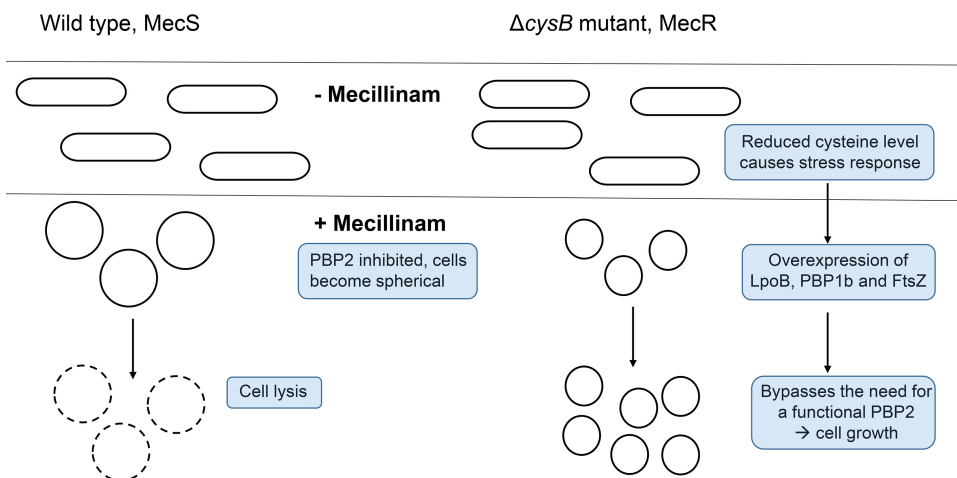 Wild type, MecS
ΔcysB mutant, MecR
- Mecillinam
Reduced cysteine level
causes stress response
+ Mecillinam
PBP2 inhibited, cells
become spherical
Overexpression of
LpoB, PBP1b and FtsZ
Cell lysis
Bypasses the need for
a functional PBP2
→ cell growth